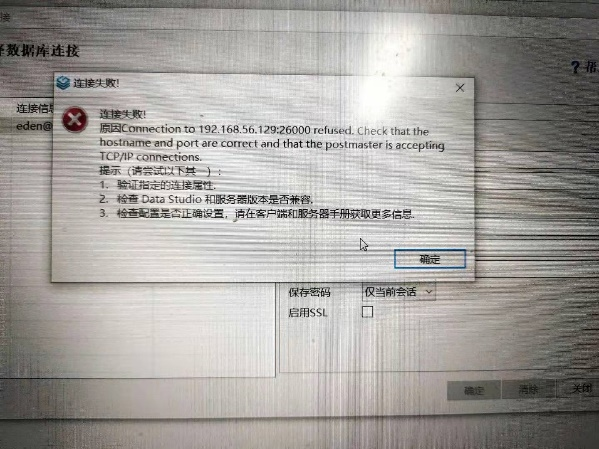 数据库连接
连接失败!
连接信息
eden@
连接失败!
原因Connection to 192.168.56.129:26000 refused. Check that the
hostname and port are correct and that the postmaster is accepting
TCP/IP connections.
提示（请尝试以下其一）:
1. 验证指定的连接属性.
2. 检查 Data Studio 和服务器版本是否兼容.
3. 检查配置是否正确设置，请在客户端和服务器手册获取更多信息.
确定
保存密码 仅当前会话
启用SSL
确定 清除 关闭